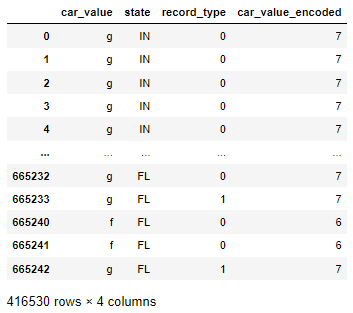 car_value state record_type car_value_encoded
0 g IN 0 7
1 g IN 0 7
2 g IN 0 7
3 g IN 0 7
4 g IN 0 7
... ... ... ... ...
665232 g FL 0 7
665233 g FL 1 7
665240 f FL 0 6
665241 f FL 0 6
665242 g FL 1 7
416530 rows × 4 columns